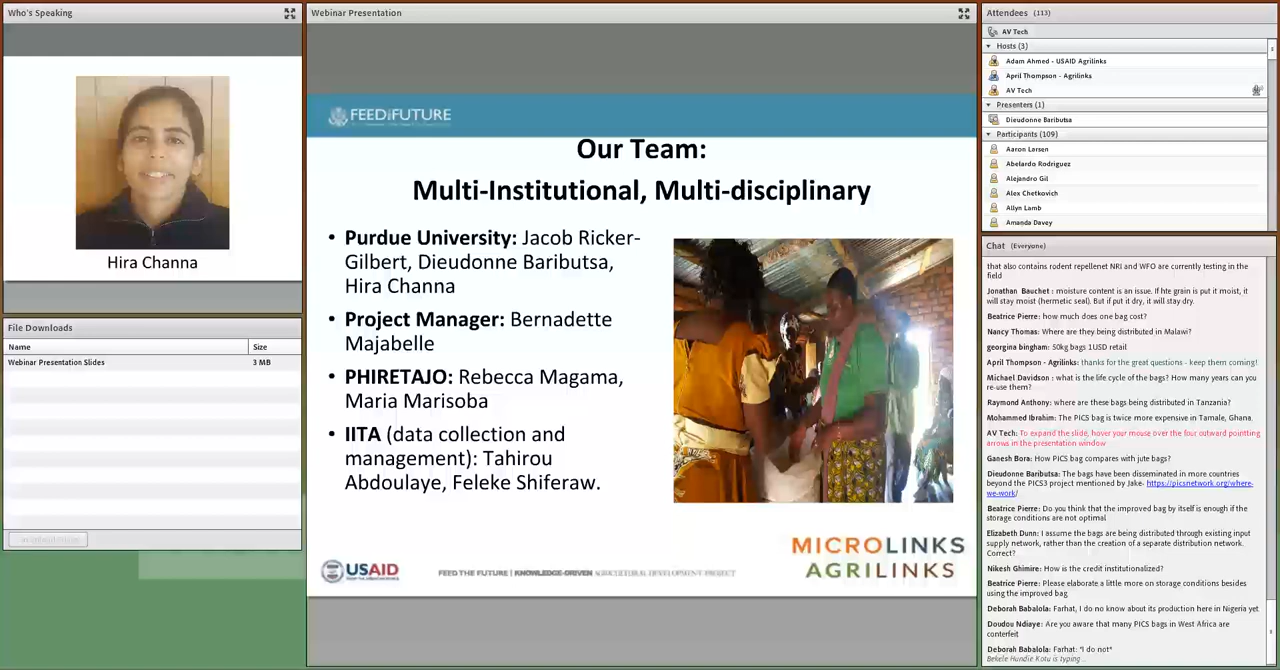 Who's Speaking
Hira Channa
File Downloads
Name
Size
Webinar Presentation Slides
3 MB
Webinar Presentation
FEED THE FUTURE
Our Team:
Multi-Institutional, Multi-disciplinary
• Purdue University: Jacob Ricker-
Gilbert, Dieudonne Baributsa,
Hira Channa
• Project Manager: Bernadette
Majabelle
• PHIRETAJO: Rebecca Magama,
Maria Marisoba
• IITA (data collection and
management): Tahirou
Abdoulaye, Feleke Shiferaw.
USAID
FEED THE FUTURE | KNOWLEDGE-DRIVEN AGRICULTURAL DEVELOPMENT PROJECT
MICROLINKS
AGRILINKS
Attendees (113)
AV Tech
Hosts (3)
Adam Ahmed - USAID Agrilinks
April Thompson - Agrilinks
AV Tech
Presenters (1)
Dieudonne Baributsa
Participants (109)
Aaron Larsen
Abelardo Rodriguez
Alejandro Gil
Alex Chetkovich
Allyn Lamb
Amanda Davey
Chat (Everyone)
that also contains rodent repellenet NRI and WFO are currently testing in the
field
Jonathan Bauchet : moisture content is an issue. If hte grain is put it moist, it
will stay moist (hermetic seal). But if put it dry, it will stay dry.
Beatrice Pierre: how much does one bag cost?
Nancy Thomas: Where are they being distributed in Malawi?
georgina bingham: 50kg bags 1USD retail
April Thompson - Agrilinks: thanks for the great questions - keep them coming!
Michael Davidson : what is the life cycle of the bags? How many years can you
re-use them?
Raymond Anthony: where are these bags being distributed in Tanzania?
Mohammed Ibrahim: The PICS bag is twice more expensive in Tamale, Ghana.
AV Tech: To expand the slide, hover your mouse over the four outward pointting
arrows in the presentation window
Ganesh Bora: How PICS bag compares with jute bags?
Dieudonne Baributsa: The bags have been disseminated in more countries
beyond the PICS3 project mentioned by Jake- https://picsnetwork.org/where-
we-work/
Beatrice Pierre: Do you think that the improved bag by itself is enough if the
storage conditions are not optimal
Elizabeth Dunn: I assume the bags are being distributed through existing input
supply network, rather than the creation of a separate distribution network.
Correct?
Nikesh Ghimire: How is the credit institutionalized?
Beatrice Pierre: Please elaborate a little more on storage conditions besides
using the improved bag
Deborah Babalola: Farhat, I do no know about its production here in Nigeria yet
Doudou Ndiaye: Are you aware that many PICS bags in West Africa are
conterfeit
Deborah Babalola: Farhat: *I do not*
Bekele Hundie Kotu is typing...